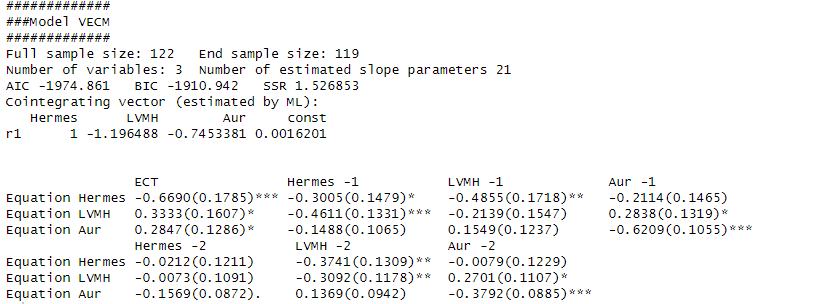 #############
###Model VECM
#############
Full sample size: 122   End sample size: 119
Number of variables: 3  Number of estimated slope parameters 21
AIC -1974.861   BIC -1910.942   SSR 1.526853
Cointegrating vector (estimated by ML):
   Hermes      LVMH        Aur     const
r1      1 -1.196488 -0.7453381 0.0016201
                ECT                Hermes -1           LVMH -1             Aur -1
Equation Hermes -0.6690(0.1785)*** -0.3005(0.1479)*    -0.4855(0.1718)**   -0.2114(0.1465)
Equation LVMH   0.3333(0.1607)*    -0.4611(0.1331)***  -0.2139(0.1547)     0.2838(0.1319)*
Equation Aur    0.2847(0.1286)*    -0.1488(0.1065)     0.1549(0.1237)      -0.6209(0.1055)***
                Hermes -2           LVMH -2            Aur -2
Equation Hermes -0.0212(0.1211)     -0.3741(0.1309)**  -0.0079(0.1229)
Equation LVMH   -0.0073(0.1091)     -0.3092(0.1178)**  0.2701(0.1107)*
Equation Aur    -0.1569(0.0872).    0.1369(0.0942)     -0.3792(0.0885)***